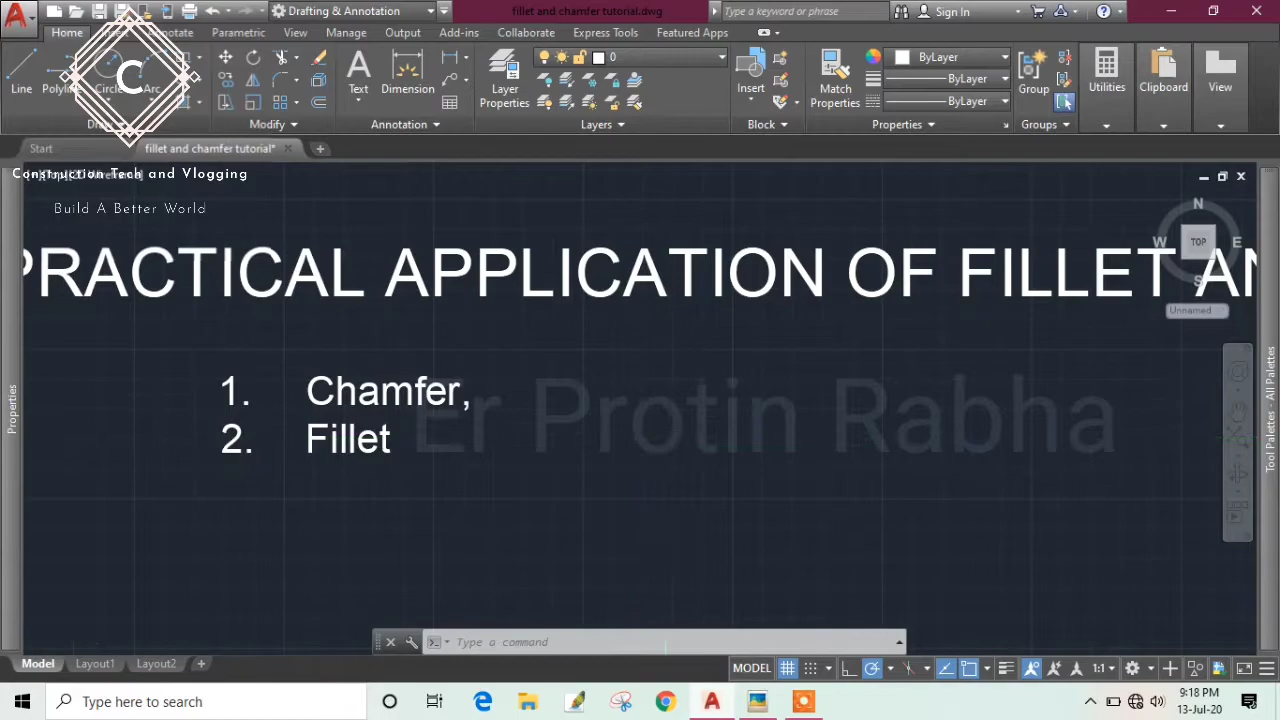 Drafting & Annotation
fillet and chamfer tutorial.dwg
Type a keyword or phrase
Sign In
Home
Annotate
Parametric
View
Manage
Output
Add-ins
Collaborate
Express Tools
Featured Apps
Line
Polyline
Circle
Arc
Text
Dimension
Layer
Properties
0
Insert
Match
Properties
ByLayer
ByLayer
ByLayer
Group
Utilities
Clipboard
View
Modify
Annotation
Layers
Block
Properties
Groups
C
Start
fillet and chamfer tutorial*
Construction Tech and Vlogging
Build A Better World
PRACTICAL APPLICATION OF FILLET AN
N
W TOP E
S
Unnamed
1. Chamfer,
2. Fillet
Er Protin Rabha
Properties
Tool Palettes - All Palettes
Type a command
Model
Layout1
Layout2
MODEL
1:1
Type here to search
9:18 PM
13-Jul-20